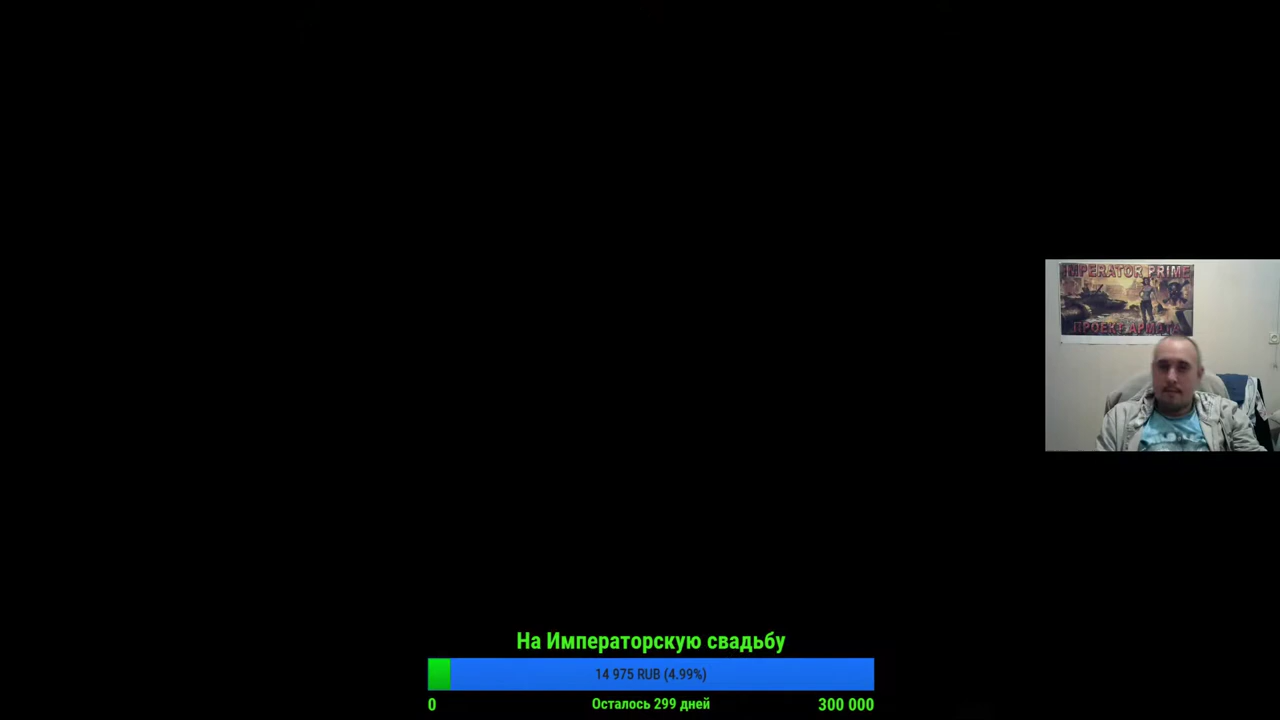 IMPERATOR PRIME
ПРОЕКТ АРМАТА
На Императорскую свадьбу
14 975 RUB (4.99%)
0
Осталось 299 дней
300 000